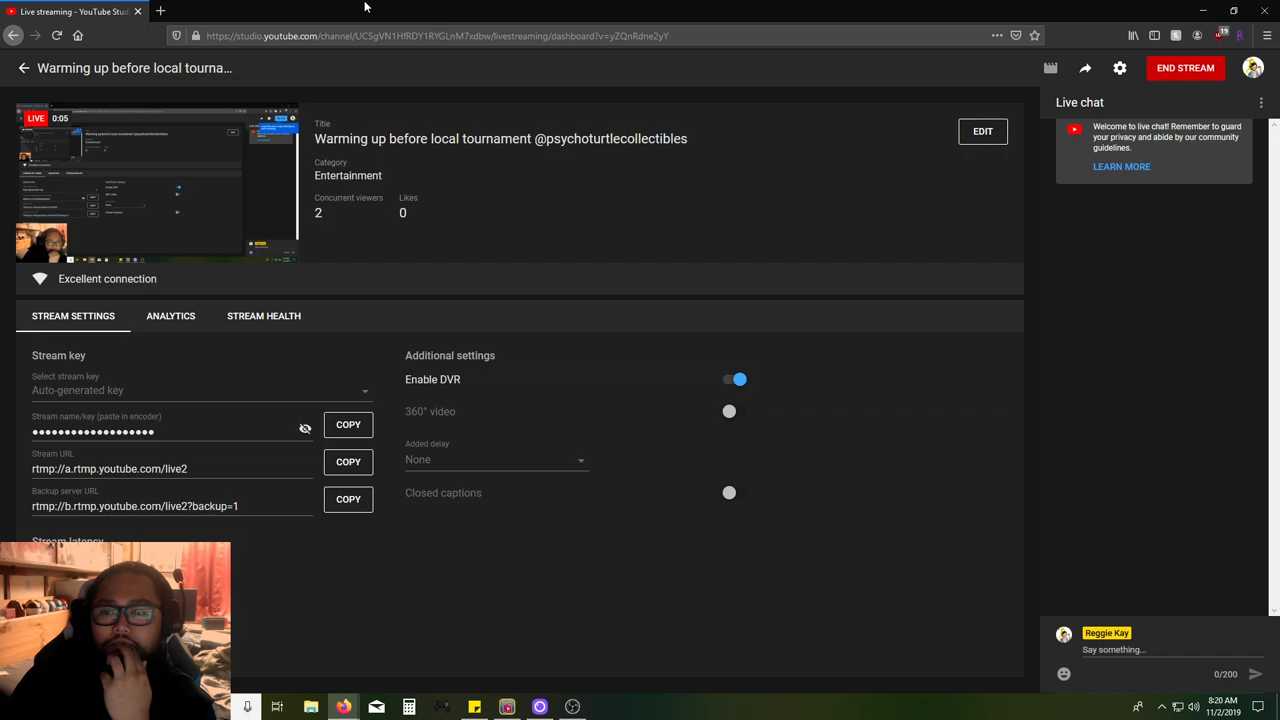 Live streaming - YouTube Stud
https://studio.youtube.com/channel/UC5gVN1HfRDY1RYGLnM7xdbw/livestreaming/dashboard?v=yZQnRdne2yY
19
Warming up before local tourna...
END STREAM
LIVE 0:05
Title
Warming up before local tournament @psychoturtlecollectibles
EDIT
Category
Entertainment
Concurrent viewers
Likes
2
0
Excellent connection
STREAM SETTINGS
ANALYTICS
STREAM HEALTH
Stream key
Select stream key
Auto-generated key
Stream name/key (paste in encoder)
COPY
Stream URL
rtmp://a.rtmp.youtube.com/live2
COPY
Backup server URL
rtmp://b.rtmp.youtube.com/live2?backup=1
COPY
Stream latency
Additional settings
Enable DVR
360° video
Added delay
None
Closed captions
Live chat
Welcome to live chat! Remember to guard
your privacy and abide by our community
guidelines.
LEARN MORE
Reggie Kay
Say something...
0/200
8:20 AM
11/2/2019